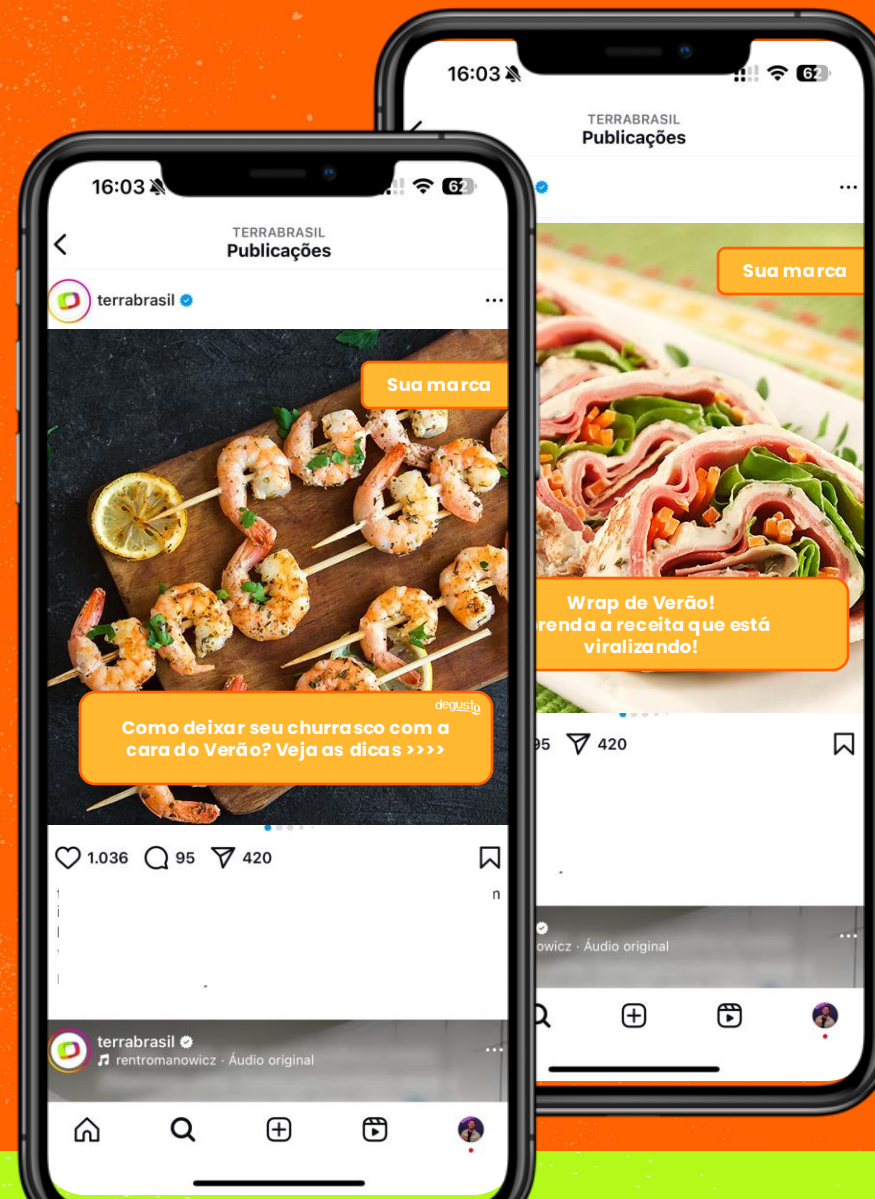 16:03
62
TERRABRASIL
Publicações
terrabrasil
Sua marca
degusta
Como deixar seu churrasco com a
cara do Verão? Veja as dicas >>>>
1.036
95
420
n
terrabrasil
rentromanowicz · Áudio original
16:03
62
TERRABRASIL
Publicações
Sua marca
Wrap de Verão!
renda a receita que está
viralizando!
95
420
owicz · Áudio original